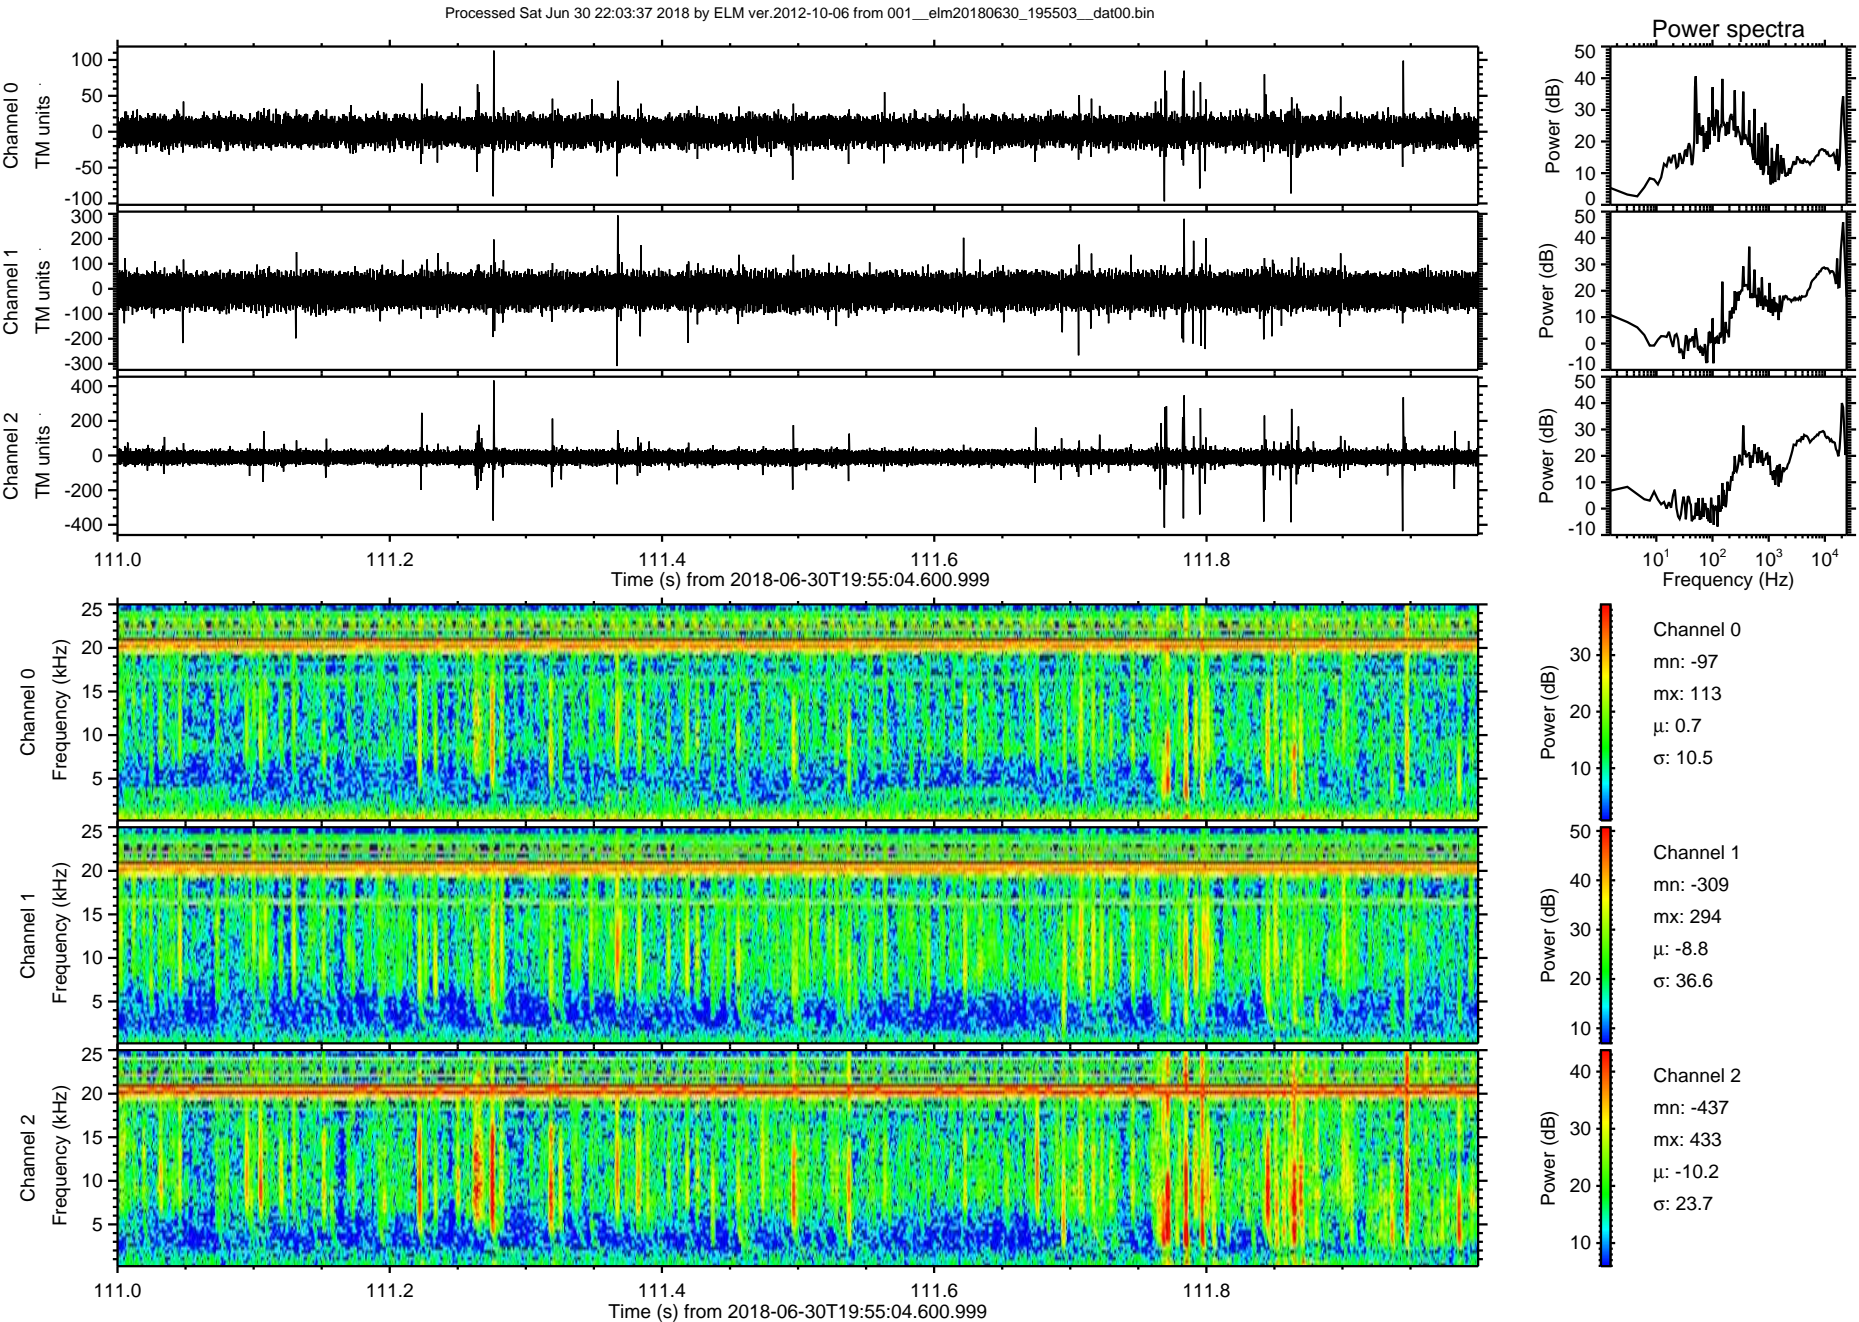 Processed Sat Jun 30 22:03:37 2018 by ELM ver.2012-10-06 from 001__elm20180630_195503__dat00.bin
Power spectra
Channel 0
TM units
100
50
0
-50
-100
Power (dB)
50
40
30
20
10
0
Channel 1
TM units
300
200
100
0
-100
-200
-300
Power (dB)
50
40
30
20
10
0
-10
Channel 2
TM units
400
200
0
-200
-400
Power (dB)
50
40
30
20
10
0
-10
111.0 111.2 111.4 111.6 111.8
Time (s) from 2018-06-30T19:55:04.600.999
10^1 10^2 10^3 10^4
Frequency (Hz)
Channel 0
Frequency (kHz)
25
20
15
10
5
Power (dB)
30
20
10
Channel 0
mn: -97
mx: 113
μ: 0.7
σ: 10.5
Channel 1
Frequency (kHz)
25
20
15
10
5
Power (dB)
50
40
30
20
10
Channel 1
mn: -309
mx: 294
μ: -8.8
σ: 36.6
Channel 2
Frequency (kHz)
25
20
15
10
5
Power (dB)
40
30
20
10
Channel 2
mn: -437
mx: 433
μ: -10.2
σ: 23.7
111.0 111.2 111.4 111.6 111.8
Time (s) from 2018-06-30T19:55:04.600.999